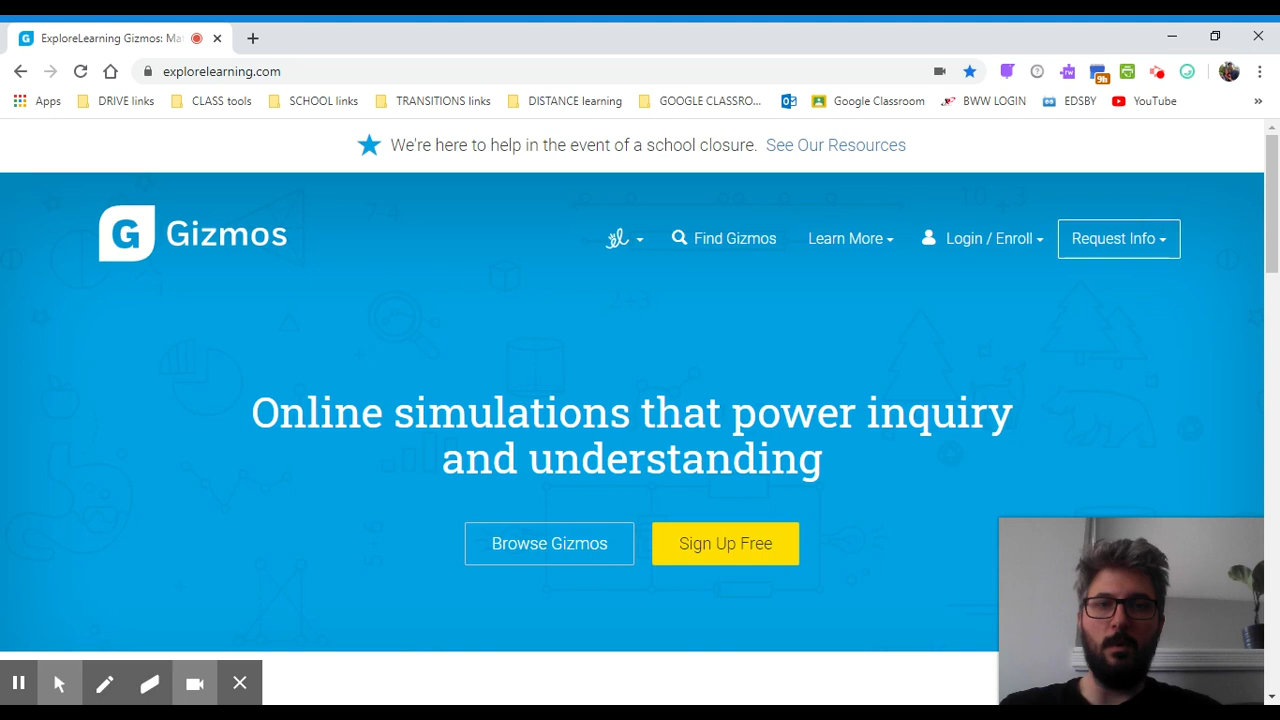 ExploreLearning Gizmos: Ma
explorelearning.com
9h
Apps DRIVE links CLASS tools SCHOOL links TRANSITIONS links DISTANCE learning GOOGLE CLASSRO... Google Classroom BWW LOGIN EDSBY YouTube »
We're here to help in the event of a school closure. See Our Resources
G Gizmos
el Find Gizmos Learn More Login / Enroll Request Info
Online simulations that power inquiry
and understanding
Browse Gizmos Sign Up Free